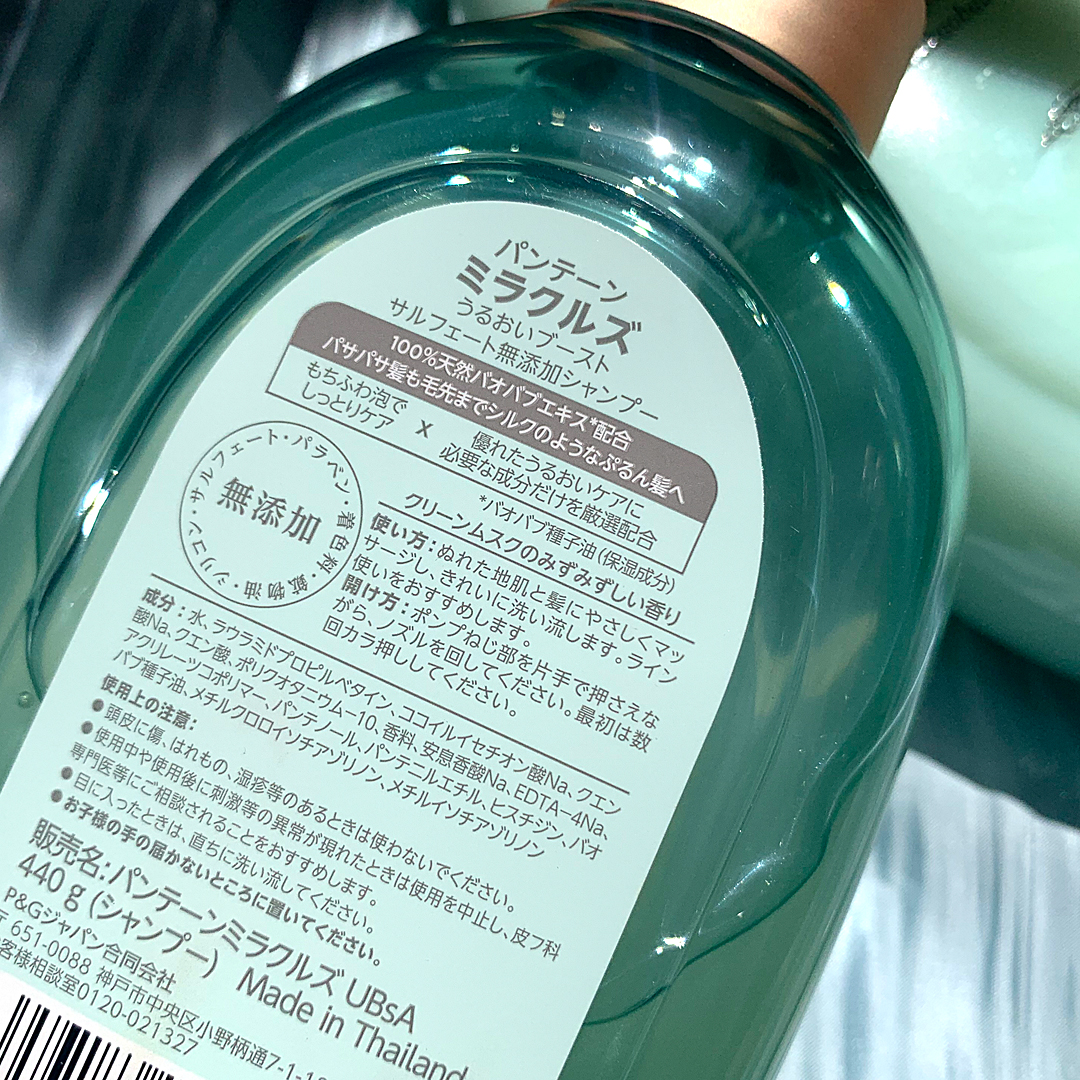 パンテーン
ミラクルズ
うるおいブースト
サルフェート無添加シャンプー
100%天然バオバブエキス*配合
パサパサ髪も毛先までシルクのようなぷるん髪へ
もちふわ泡で
しっとりケア
x
優れたうるおいケアに
必要な成分だけを厳選配合
*バオバブ種子油(保湿成分)
クリーンムスクのみずみずしい香り
サルフェート・パラベン・着色料・鉱物油・シリコン・
無添加
使い方:ぬれた地肌と髪にやさしくマッ
サージし、きれいに洗い流します。ライン
使いをおすすめします。
開け方:ポンプねじ部を片手で押さえな
がら、ノズルを回してください。最初は数
回カラ押ししてください。
成分:水、ラウラミドプロピルベタイン、ココイルイセチオン酸Na、クエン
酸Na、クエン酸、ポリクオタニウム-10、香料、安息香酸Na、EDTA-4Na、
アクリレーツコポリマー、パンテノール、パンテニルエチル、ヒスチジン、バオ
バブ種子油、メチルクロロイソチアゾリノン、メチルイソチアゾリノン
使用上の注意:
●頭皮に傷、はれもの、湿疹等のあるときは使わないでください。
●使用中や使用後に刺激等の異常が現れたときは使用を中止し、皮フ科
専門医等にご相談されることをおすすめします。
●目に入ったときは、直ちに洗い流してください。
●お子様の手の届かないところに置いてください。
販売名:パンテーンミラクルズ UBsA
440 g (シャンプー) Made in Thailand
P&Gジャパン合同会社
〒651-0088 神戸市中央区小野柄通7-1-18
お客様相談室0120-021327